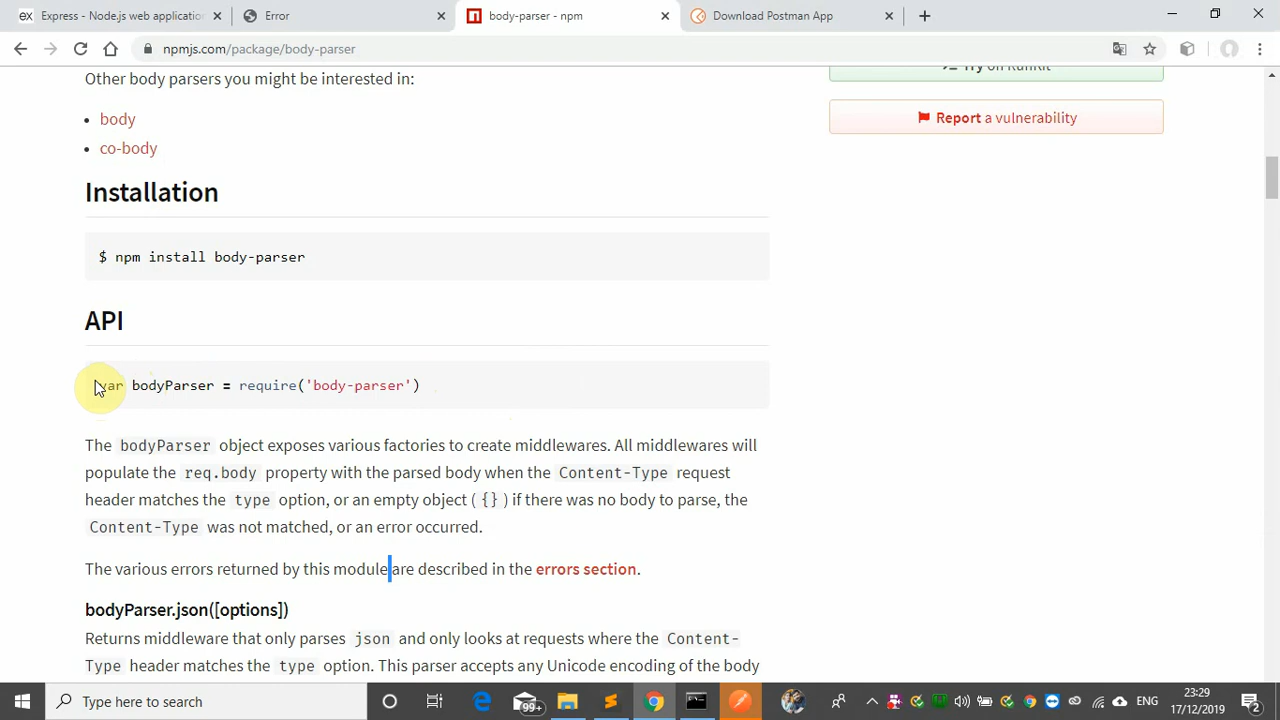 Express - Node.js web application
Error
body-parser - npm
Download Postman App
npmjs.com/package/body-parser
Other body parsers you might be interested in:
body
co-body
Try on RunKit
Report a vulnerability
Installation
$ npm install body-parser
API
var bodyParser = require('body-parser')
The bodyParser object exposes various factories to create middlewares. All middlewares will
populate the req.body property with the parsed body when the Content-Type request
header matches the type option, or an empty object ( {} ) if there was no body to parse, the
Content-Type was not matched, or an error occurred.
The various errors returned by this module are described in the errors section.
bodyParser.json([options])
Returns middleware that only parses json and only looks at requests where the Content-
Type header matches the type option. This parser accepts any Unicode encoding of the body
Type here to search
99+
ENG
23:29
17/12/2019
2